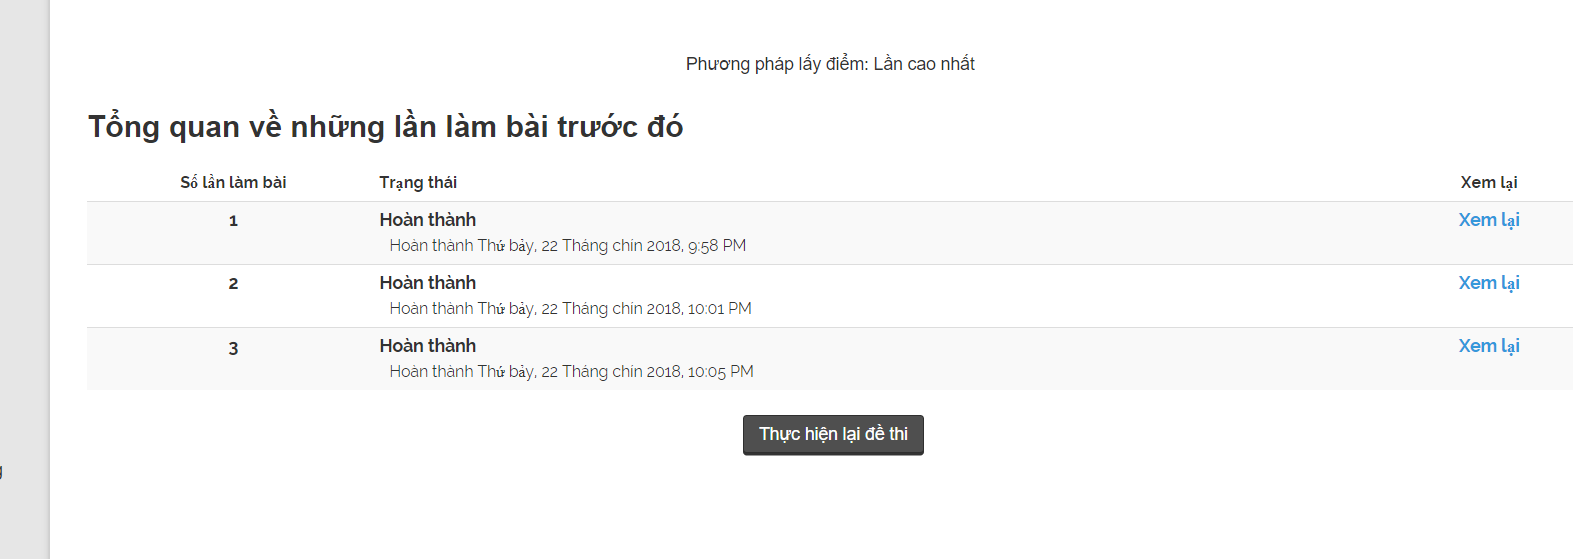 Phương pháp lấy điểm: Lần cao nhất
Tổng quan về những lần làm bài trước đó
Số lần làm bài Trạng thái Xem lại
1 Hoàn thành Xem lại
Hoàn thành Thứ bảy, 22 Tháng chín 2018, 9:58 PM
2 Hoàn thành Xem lại
Hoàn thành Thứ bảy, 22 Tháng chín 2018, 10:01 PM
3 Hoàn thành Xem lại
Hoàn thành Thứ bảy, 22 Tháng chín 2018, 10:05 PM
Thực hiện lại đề thi